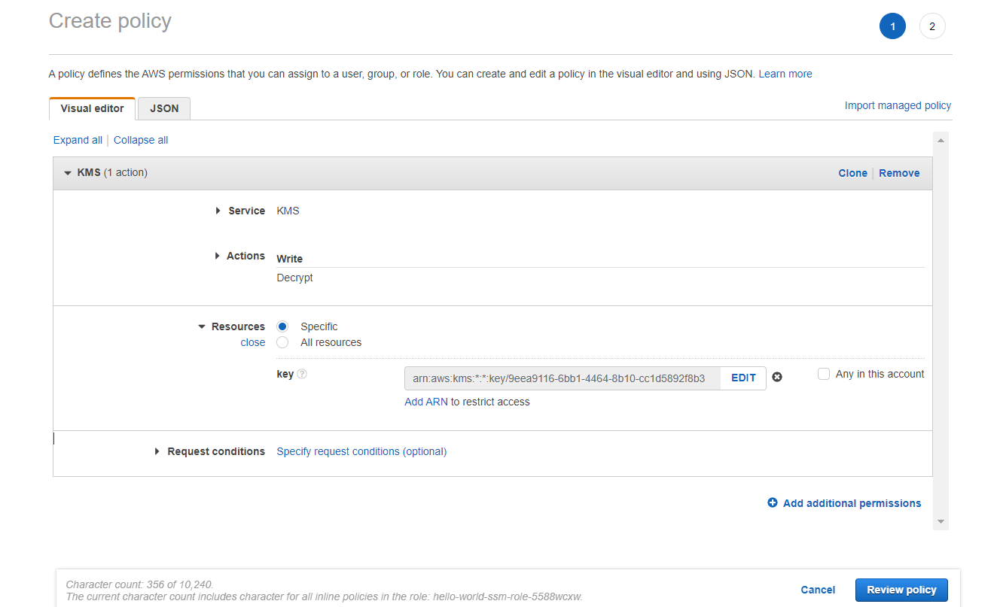 Create policy
1
2
A policy defines the AWS permissions that you can assign to a user, group, or role. You can create and edit a policy in the visual editor and using JSON. Learn more
Visual editor
JSON
Import managed policy
Expand all | Collapse all
KMS (1 action)
Clone | Remove
Service KMS
Actions Write
Decrypt
Resources Specific
close All resources
key ? arn:aws:kms:*:*:key/9eea9116-6bb1-4464-8b10-cc1d5892f8b3 EDIT Any in this account
Add ARN to restrict access
Request conditions Specify request conditions (optional)
Add additional permissions
Character count: 356 of 10,240.
The current character count includes character for all inline policies in the role: hello-world-ssm-role-5588wcxw.
Cancel
Review policy